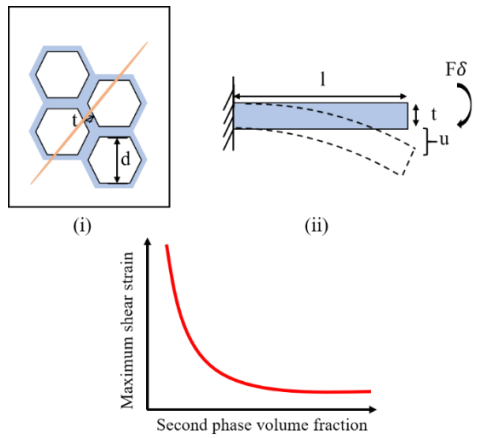 t
d
(i)
l
Fδ
t
u
(ii)
Maximum shear strain
Second phase volume fraction